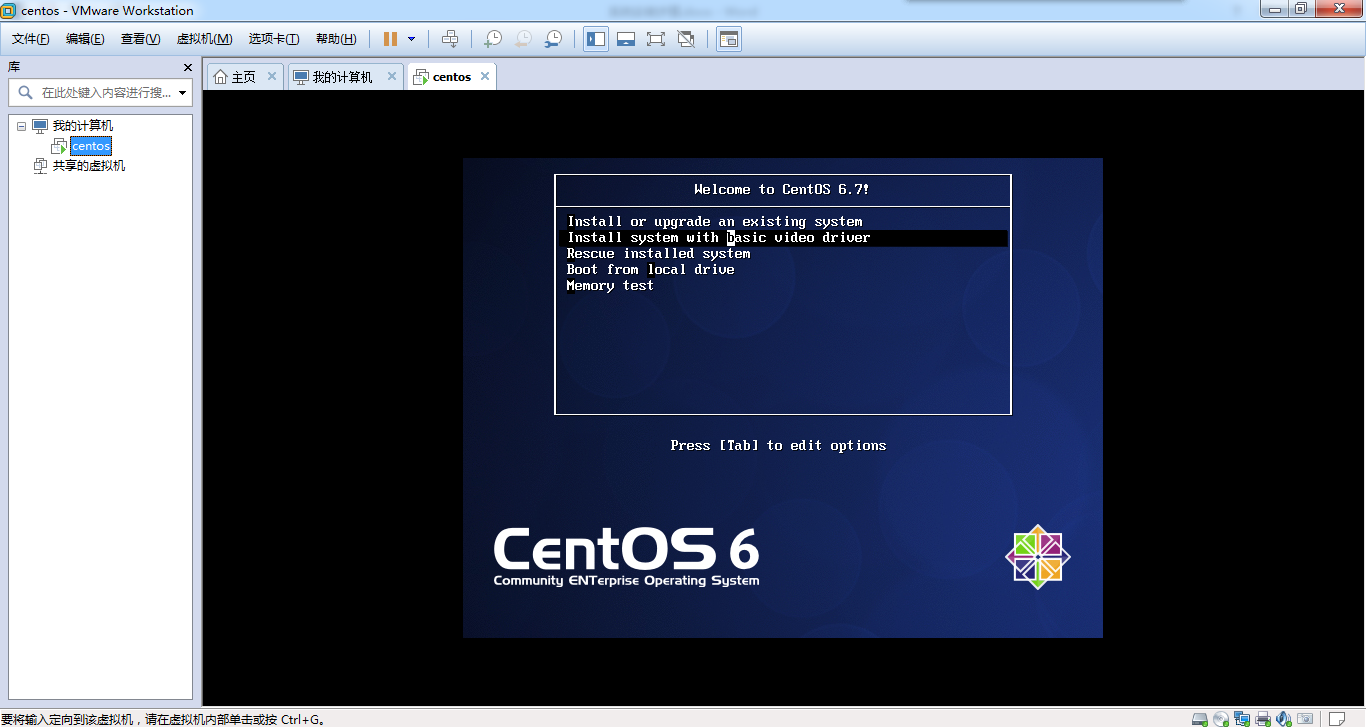 centos - VMware Workstation
文件(F) 编辑(E) 查看(V) 虚拟机(M) 选项卡(T) 帮助(H)
库
在此处键入内容进行搜...
我的计算机
centos
共享的虚拟机
主页 我的计算机 centos
Welcome to CentOS 6.7!
Install or upgrade an existing system
Install system with basic video driver
Rescue installed system
Boot from local drive
Memory test
Press [Tab] to edit options
CentOS 6
Community ENTerprise Operating System
要将输入定向到该虚拟机，请在虚拟机内部单击或按 Ctrl+G。